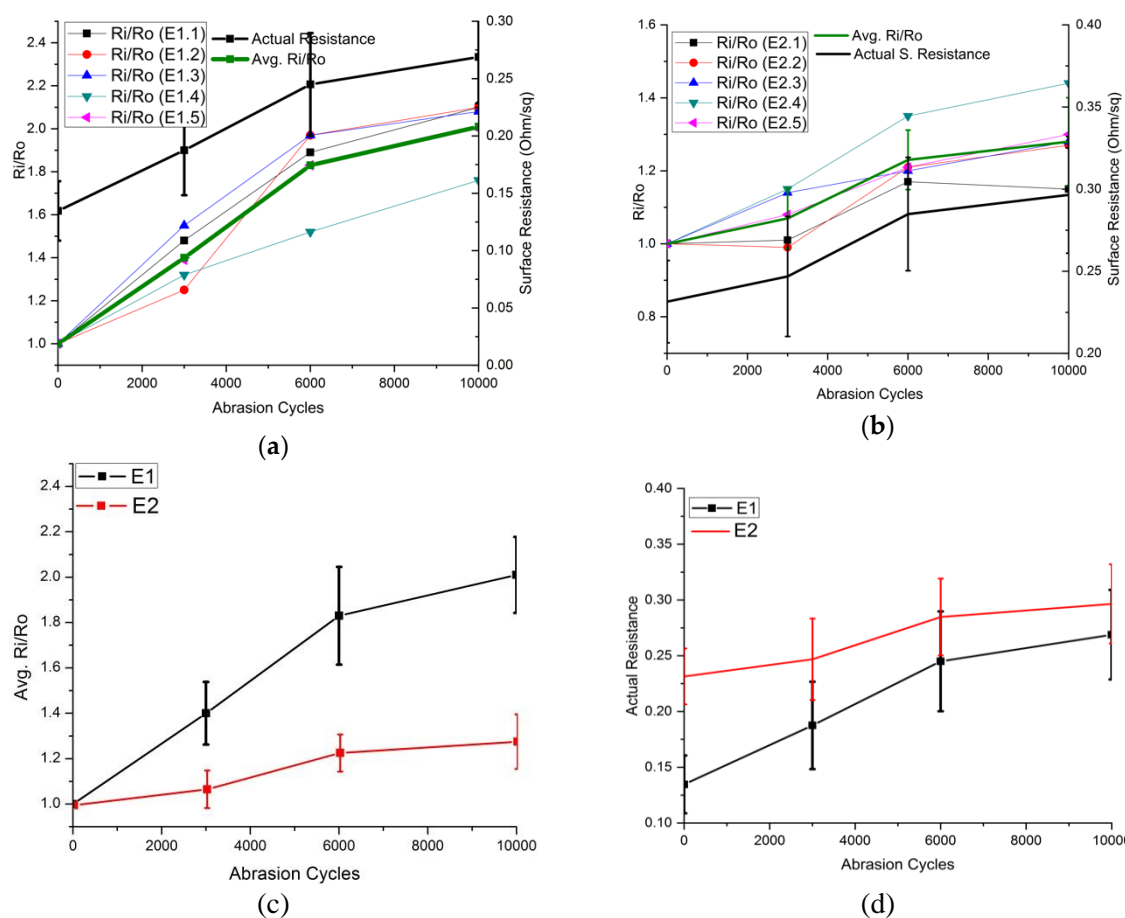 (a)
Ri/Ro (E1.1)
Ri/Ro (E1.2)
Ri/Ro (E1.3)
Ri/Ro (E1.4)
Ri/Ro (E1.5)
Actual Resistance
Avg. Ri/Ro
2.4
2.2
2.0
1.8
1.6
1.4
1.2
1.0
Ri/Ro
0.30
0.25
0.20
0.15
0.10
0.05
0.00
Surface Resistance (Ohm/sq)
0 2000 4000 6000 8000 10000
Abrasion Cycles
Ri/Ro (E2.1)
Ri/Ro (E2.2)
Ri/Ro (E2.3)
Ri/Ro (E2.4)
Ri/Ro (E2.5)
Avg. Ri/Ro
Actual S. Resistance
1.6
1.4
1.2
1.0
0.8
Ri/Ro
0.40
0.35
0.30
0.25
0.20
Surface Resistance (Ohm/sq)
0 2000 4000 6000 8000 10000
Abrasion Cycles
(b)
E1
E2
2.4
2.2
2.0
1.8
1.6
1.4
1.2
1.0
Avg. Ri/Ro
0 2000 4000 6000 8000 10000
Abrasion Cycles
(c)
E1
E2
0.40
0.35
0.30
0.25
0.20
0.15
0.10
Actual Resistance
0 2000 4000 6000 8000 10000
Abrasion Cycles
(d)